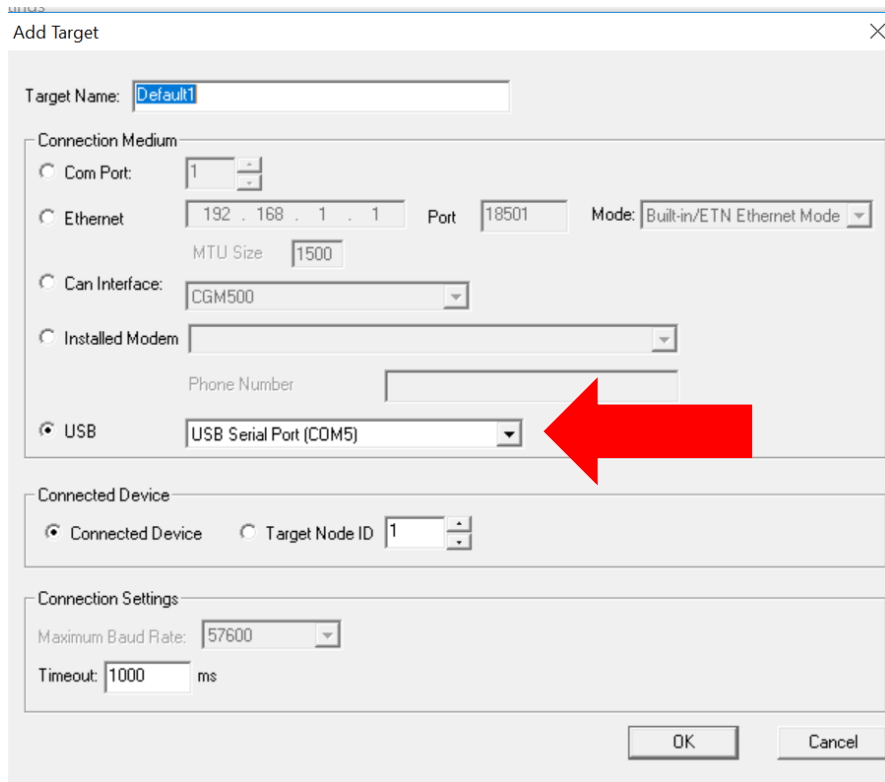 Add Target
Target Name: Default1
Connection Medium
Com Port: 1
Ethernet 192 . 168 . 1 . 1 Port 18501 Mode: Built-in/ETN Ethernet Mode
MTU Size 1500
Can Interface: CGM500
Installed Modem
Phone Number
USB USB Serial Port (COM5)
Connected Device
Connected Device Target Node ID 1
Connection Settings
Maximum Baud Rate: 57600
Timeout: 1000 ms
OK Cancel